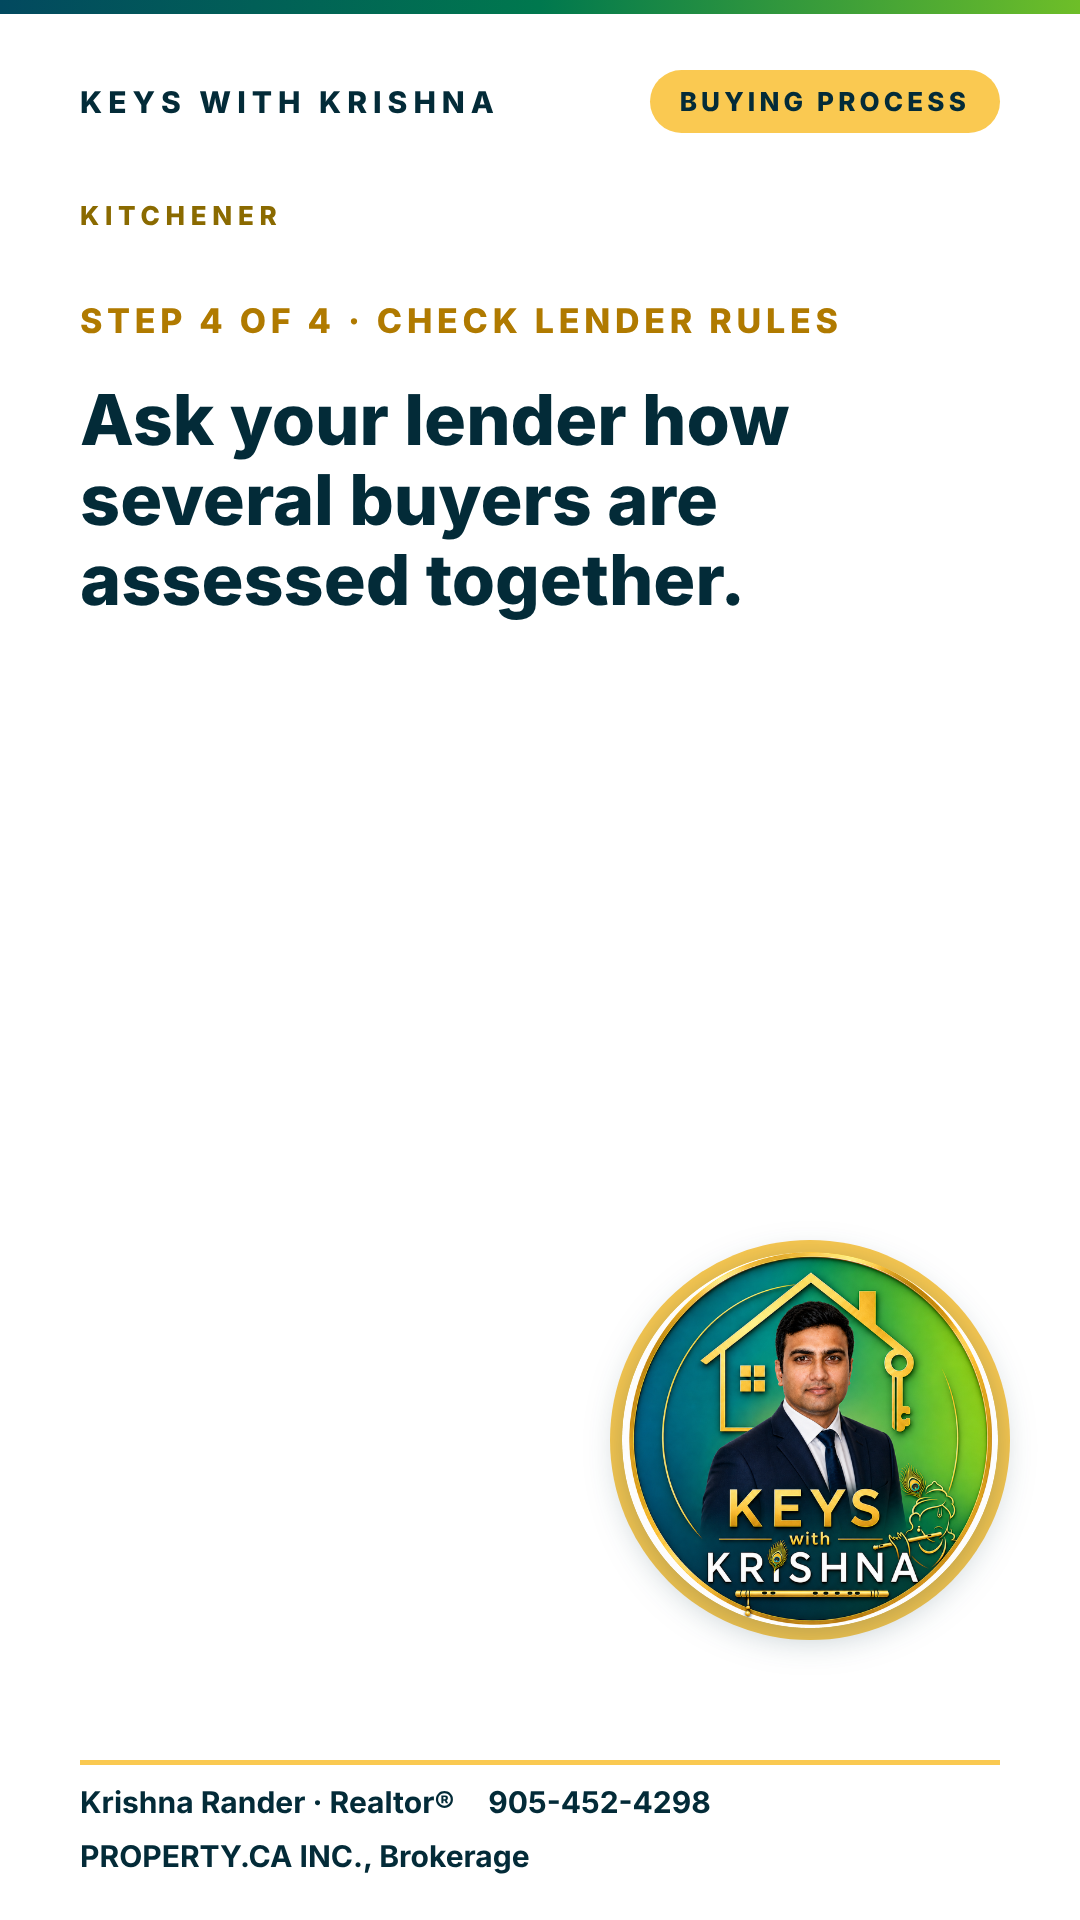 KEYS WITH KRISHNA
BUYING PROCESS
KITCHENER
STEP 4 OF 4 · CHECK LENDER RULES
Ask your lender how
several buyers are
assessed together.
KEYS
with
KRISHNA
Krishna Rander · Realtor® 905-452-4298
PROPERTY.CA INC., Brokerage